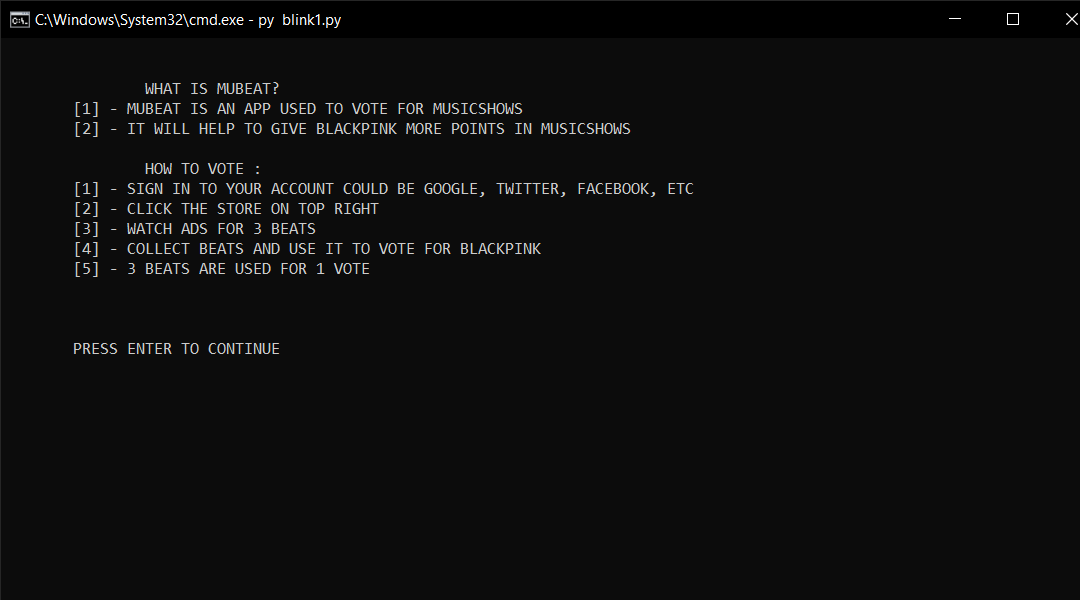 C:\Windows\System32\cmd.exe - py  blink1.py
WHAT IS MUBEAT?
[1] - MUBEAT IS AN APP USED TO VOTE FOR MUSICSHOWS
[2] - IT WILL HELP TO GIVE BLACKPINK MORE POINTS IN MUSICSHOWS
HOW TO VOTE :
[1] - SIGN IN TO YOUR ACCOUNT COULD BE GOOGLE, TWITTER, FACEBOOK, ETC
[2] - CLICK THE STORE ON TOP RIGHT
[3] - WATCH ADS FOR 3 BEATS
[4] - COLLECT BEATS AND USE IT TO VOTE FOR BLACKPINK
[5] - 3 BEATS ARE USED FOR 1 VOTE
PRESS ENTER TO CONTINUE